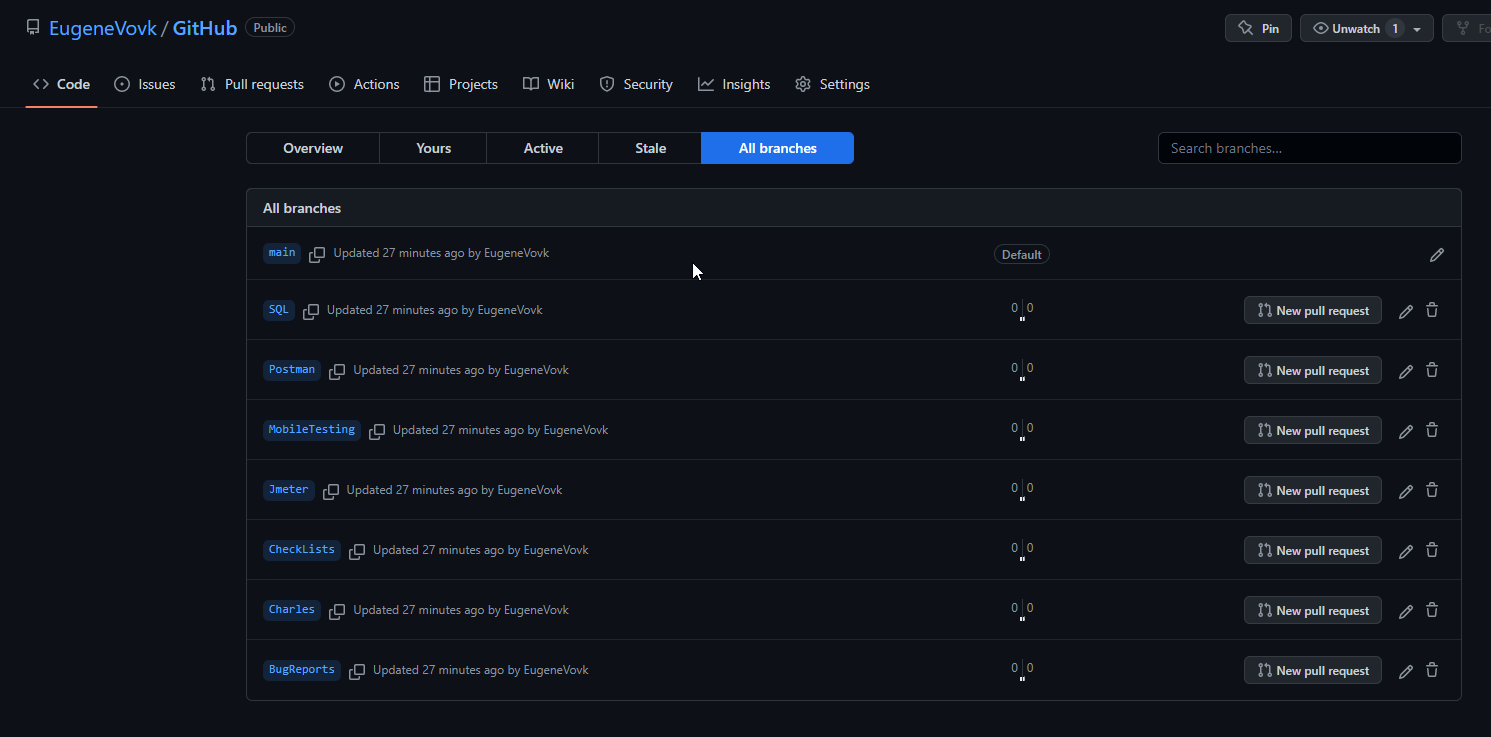 EugeneVovk / GitHub Public
Pin
Unwatch 1
Fo
Code Issues Pull requests Actions Projects Wiki Security Insights Settings
Overview Yours Active Stale All branches
Search branches...
All branches
main Updated 27 minutes ago by EugeneVovk Default
SQL Updated 27 minutes ago by EugeneVovk 0 0 New pull request
Postman Updated 27 minutes ago by EugeneVovk 0 0 New pull request
MobileTesting Updated 27 minutes ago by EugeneVovk 0 0 New pull request
Jmeter Updated 27 minutes ago by EugeneVovk 0 0 New pull request
CheckLists Updated 27 minutes ago by EugeneVovk 0 0 New pull request
Charles Updated 27 minutes ago by EugeneVovk 0 0 New pull request
BugReports Updated 27 minutes ago by EugeneVovk 0 0 New pull request